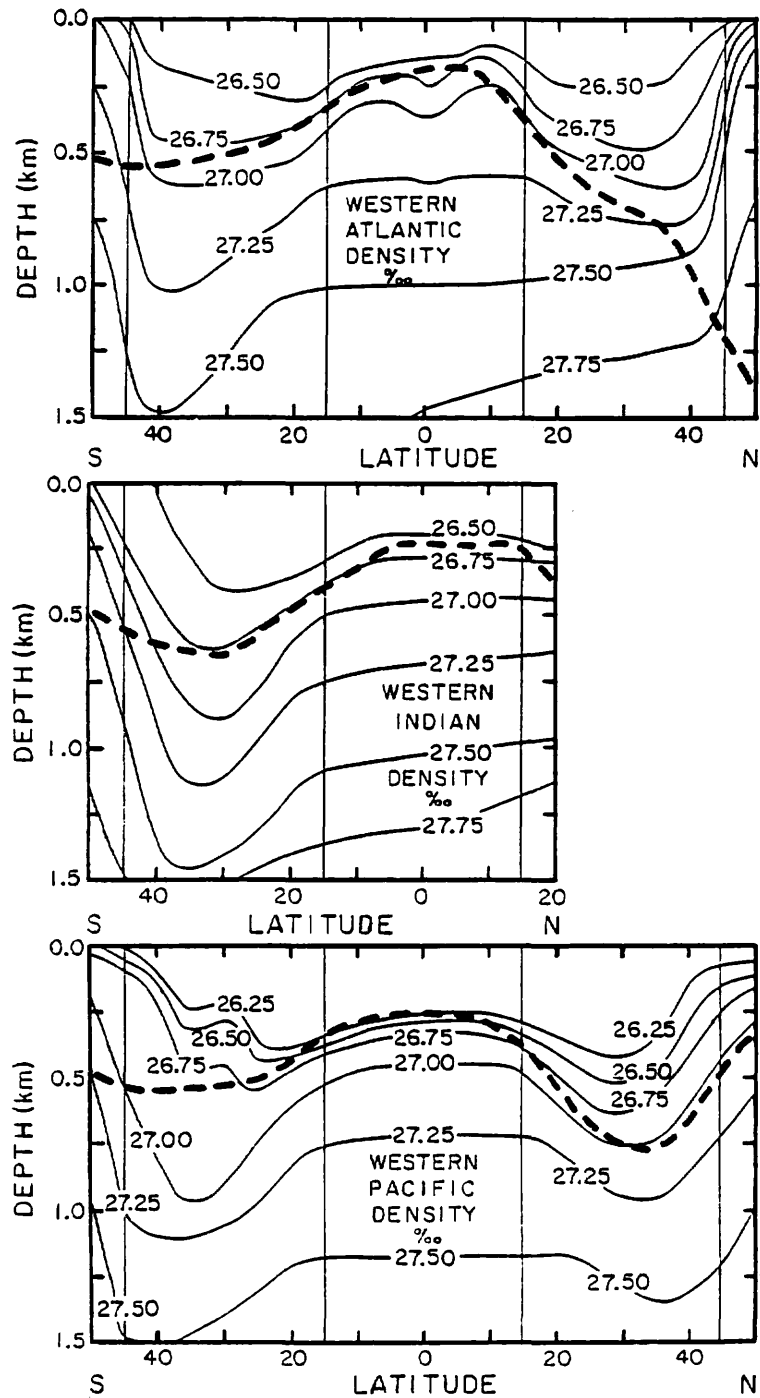 0.0
26.50
26.50
26.75
26.75
0.5
27.00
27.00
DEPTH (km)
27.25
27.25
WESTERN
ATLANTIC
DENSITY
‰
27.50
1.0
27.50
27.75
1.5
40 20 0 20 40
S LATITUDE N
0.0
26.50
26.75
0.5
27.00
DEPTH (km)
27.25
WESTERN
INDIAN
27.50
1.0
DENSITY
‰
27.75
1.5
40 20 0 20
S LATITUDE N
0.0
26.25
26.25
26.50
26.50
26.75
26.75
26.75
0.5
27.00
DEPTH (km)
27.00
27.25
WESTERN
PACIFIC
DENSITY
‰
27.25
27.25
1.0
27.50
27.50
27.50
1.5
40 20 0 20 40
S LATITUDE N